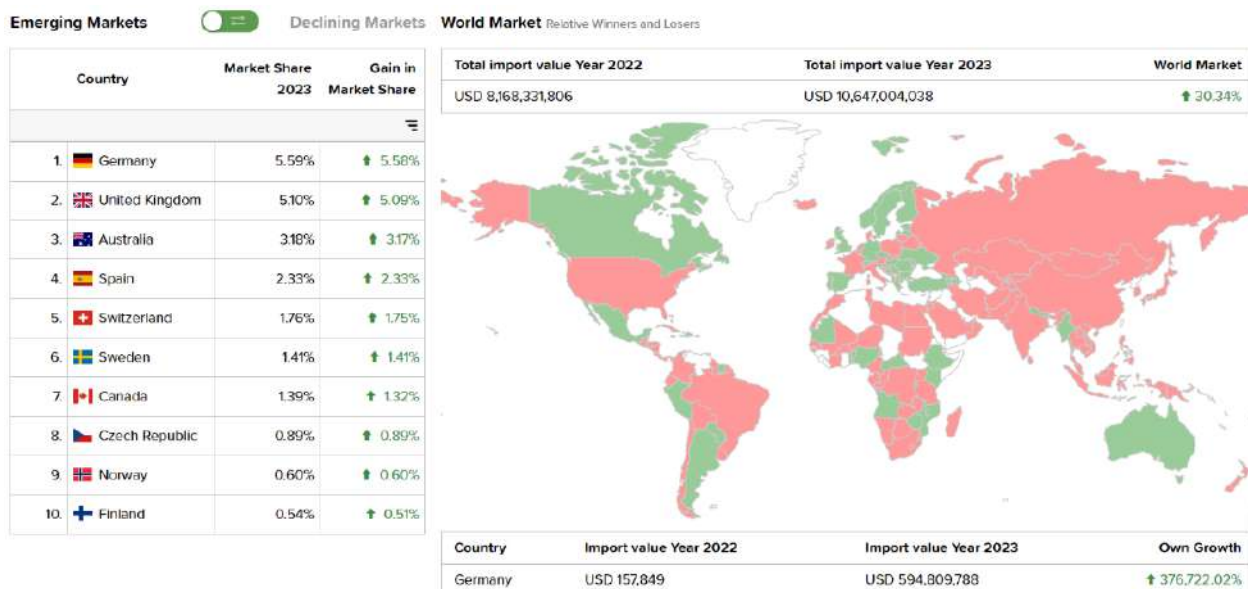 Emerging Markets Declining Markets World Market Relative Winners and Losers
Country Market Share 2023 Gain in Market Share
1. Germany 5.59% 5.58%
2. United Kingdom 5.10% 5.09%
3. Australia 3.18% 3.17%
4. Spain 2.33% 2.33%
5. Switzerland 1.76% 1.75%
6. Sweden 1.41% 1.41%
7. Canada 1.39% 1.32%
8. Czech Republic 0.89% 0.89%
9. Norway 0.60% 0.60%
10. Finland 0.54% 0.51%
Total import value Year 2022 Total import value Year 2023 World Market
USD 8,168,331,806 USD 10,647,004,038 30.34%
Country Import value Year 2022 Import value Year 2023 Own Growth
Germany USD 157,849 USD 594,809,788 376,722.02%